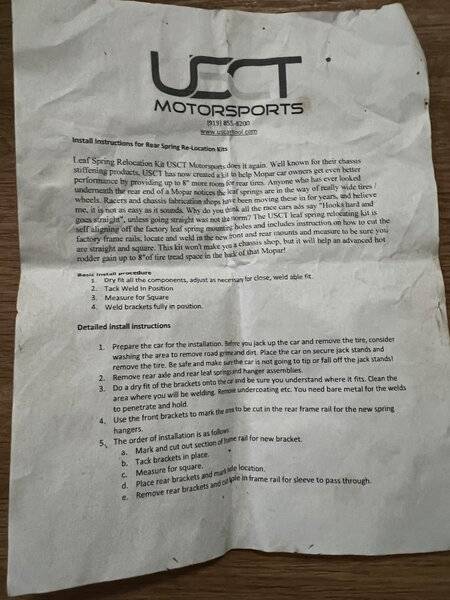 USCT
MOTORSPORTS
(919) 855-8200
www.uscartool.com
Install Instructions for Rear Spring Re-Location Kits
Leaf Spring Relocation Kit USCT Motorsports does it again. Well known for their chassis
stiffening products, USCT has now created a kit to help Mopar car owners get even better
performance by providing up to 8" more room for rear tires. Anyone who has ever looked
underneath the rear end of a Mopar notices the leaf springs are in the way of really wide tires /
wheels. Racers and chassis fabrication shops have been moving these in for years, and believe
me, it is not as easy as it sounds. Why do you think all the race cars ads say "Hooks hard and
goes straight", unless going straight was not the norm? The USCT leaf spring relocating kit is
self aligning off the factory leaf spring mounting holes and includes instruction on how to cut the
factory frame rails, locate and weld in the new front and rear mounts and measure to be sure you
are straight and square. This kit won't make you a chassis shop, but it will help an advanced hot
rodder gain up to 8"of tire tread space in the back of that Mopar!
Basic install procedure
1. Dry fit all the components, adjust as necessary for close, weld able fit.
2. Tack Weld In Position
3. Measure for Square
4. Weld brackets fully in position.
Detailed install instructions
1. Prepare the car for the installation. Before you jack up the car and remove the tire, consider
washing the area to remove road grime and dirt. Place the car on secure jack stands and
remove the tire. Be safe and make sure the car is not going to tip or fall off the jack stands!
2. Remove rear axle and rear leaf springs and hanger assemblies.
3. Do a dry fit of the brackets onto the car and be sure you understand where it fits. Clean the
area where you will be welding. Remove undercoating etc. You need bare metal for the welds
to penetrate and hold.
4. Use the front brackets to mark the area to be cut in the rear frame rail for the new spring
hangers.
5. The order of installation is as follows
a. Mark and cut out section of frame rail for new bracket.
b. Tack brackets in place.
c. Measure for square.
d. Place rear brackets and mark hole location.
e. Remove rear brackets and cut hole in frame rail for sleeve to pass through.